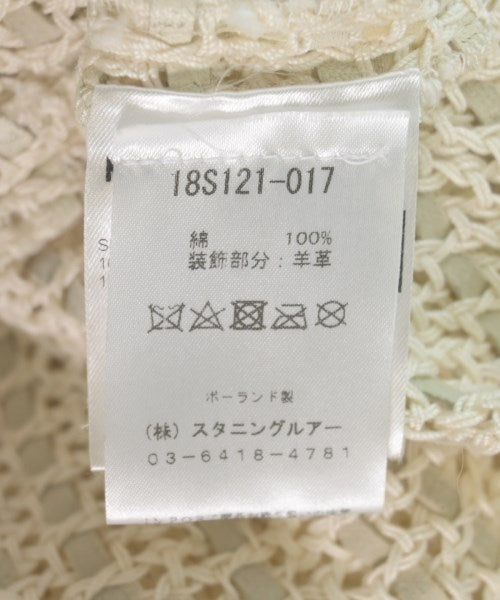 18S121-017
綿 100%
装飾部分：羊革
ポーランド製
（株）スタニングルアー
03-6418-4781